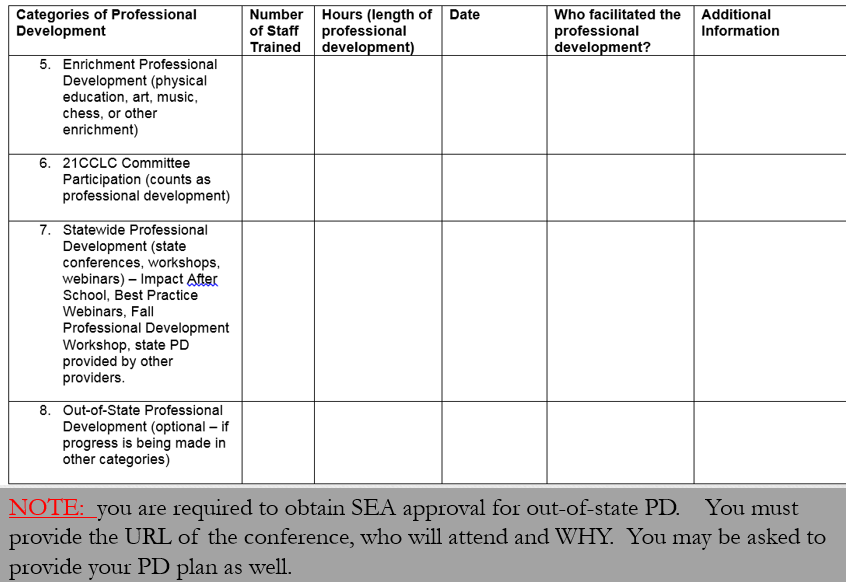 Categories of Professional Development
Number of Staff Trained
Hours (length of professional development)
Date
Who facilitated the professional development?
Additional Information
5. Enrichment Professional
Development (physical
education, art, music,
chess, or other
enrichment)
6. 21CCLC Committee
Participation (counts as
professional development)
7. Statewide Professional
Development (state
conferences, workshops,
webinars) – Impact After
School, Best Practice
Webinars, Fall
Professional Development
Workshop, state PD
provided by other
providers.
8. Out-of-State Professional
Development (optional – if
progress is being made in
other categories)
NOTE: you are required to obtain SEA approval for out-of-state PD. You must
provide the URL of the conference, who will attend and WHY. You may be asked to
provide your PD plan as well.